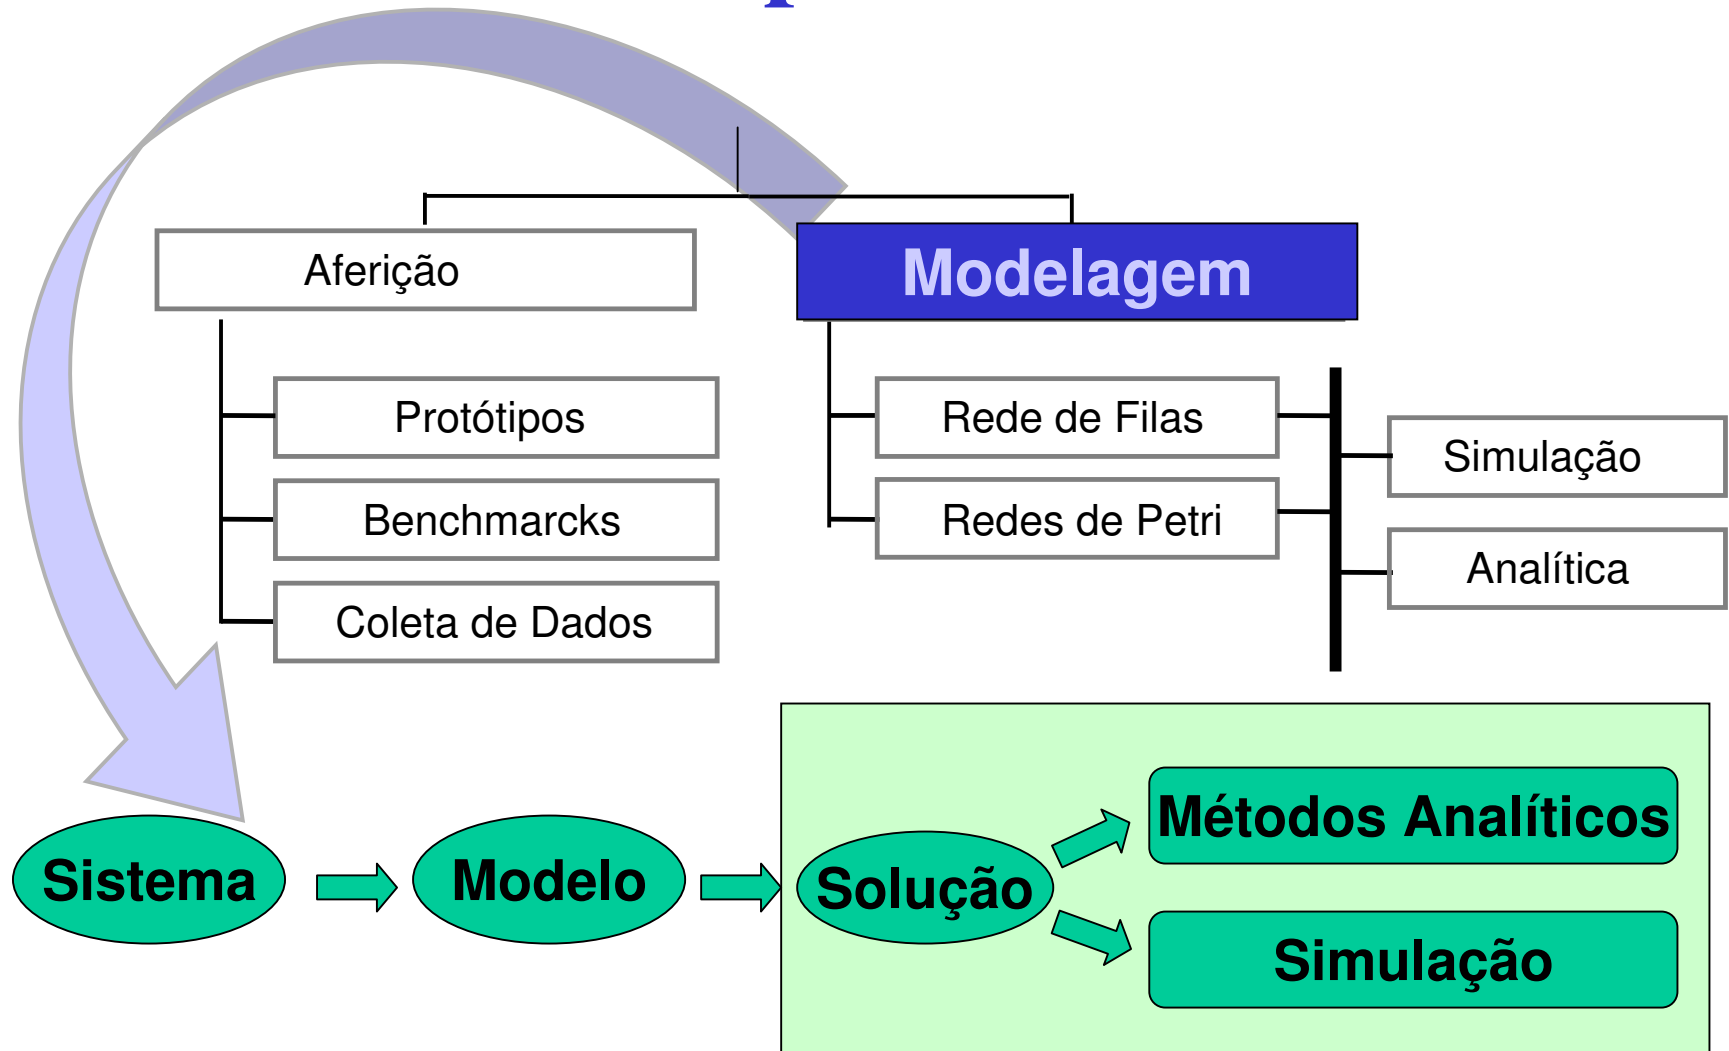 Aferição
Modelagem
Protótipos
Rede de Filas
Simulação
Benchmarcks
Redes de Petri
Analítica
Coleta de Dados
Métodos Analíticos
Sistema
Modelo
Solução
Simulação